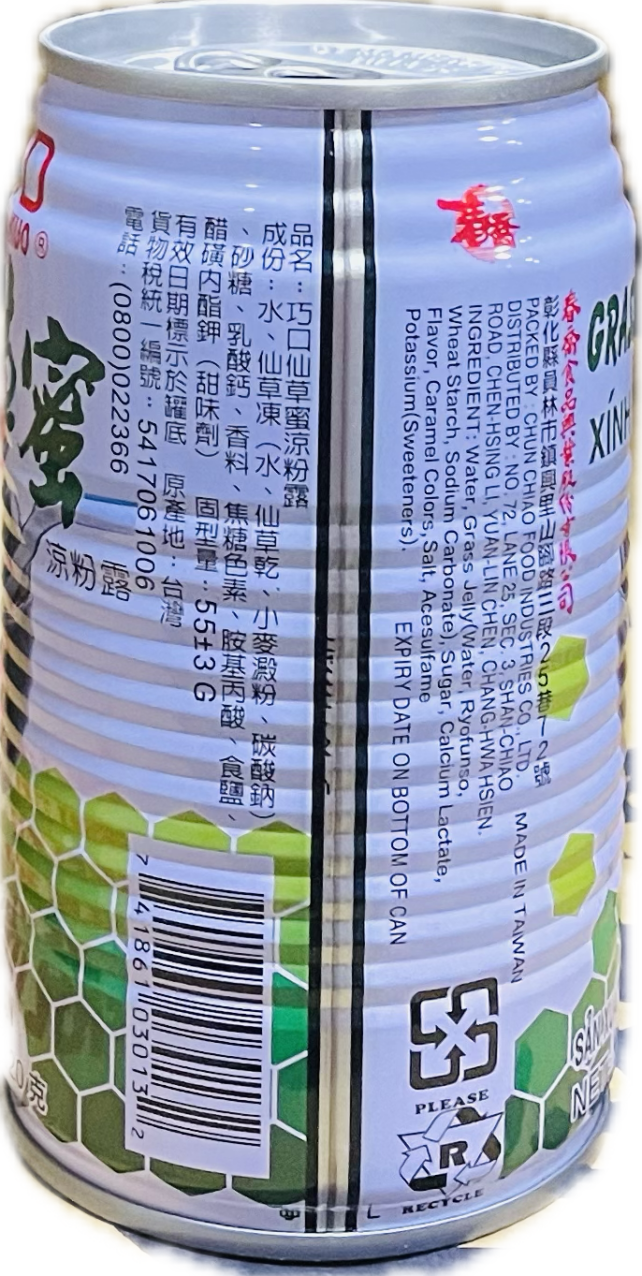 品名：巧口仙草蜜涼粉露
成份：水、仙草凍（水、仙草乾、小麥澱粉、碳酸鈉）
、砂糖、乳酸鈣、香料、焦糖色素、胺基丙酸、食鹽、
醋磺內酯鉀（甜味劑） 固型量：55±3 G
有效日期標示於罐底 原產地：台灣
貨物稅統一編號：5417061006
電話：(0800)022366
蜜
涼粉露
7 41861 03013 2
克
春橋
春橋食品興業股份有限公司
彰化縣員林市鎮興里山腳路三段25巷72號
PACKED BY : CHUN CHIAO FOOD INDUSTRIES CO., LTD.
DISTRIBUTED BY : NO. 72, LANE 25, SEC. 3, SHAN-CHIAO
ROAD, CHEN-HSING LI, YUAN-LIN CHEN, CHANG-HWA HSIEN.
MADE IN TAIWAN
INGREDIENT: Water, Grass Jelly(Water, Ryofunso,
Wheat Starch, Sodium Carbonate), Sugar, Calcium Lactate,
Flavor, Caramel Colors, Salt, Acesulfame
Potassium(Sweeteners).
EXPIRY DATE ON BOTTOM OF CAN
PLEASE
R
RECYCLE